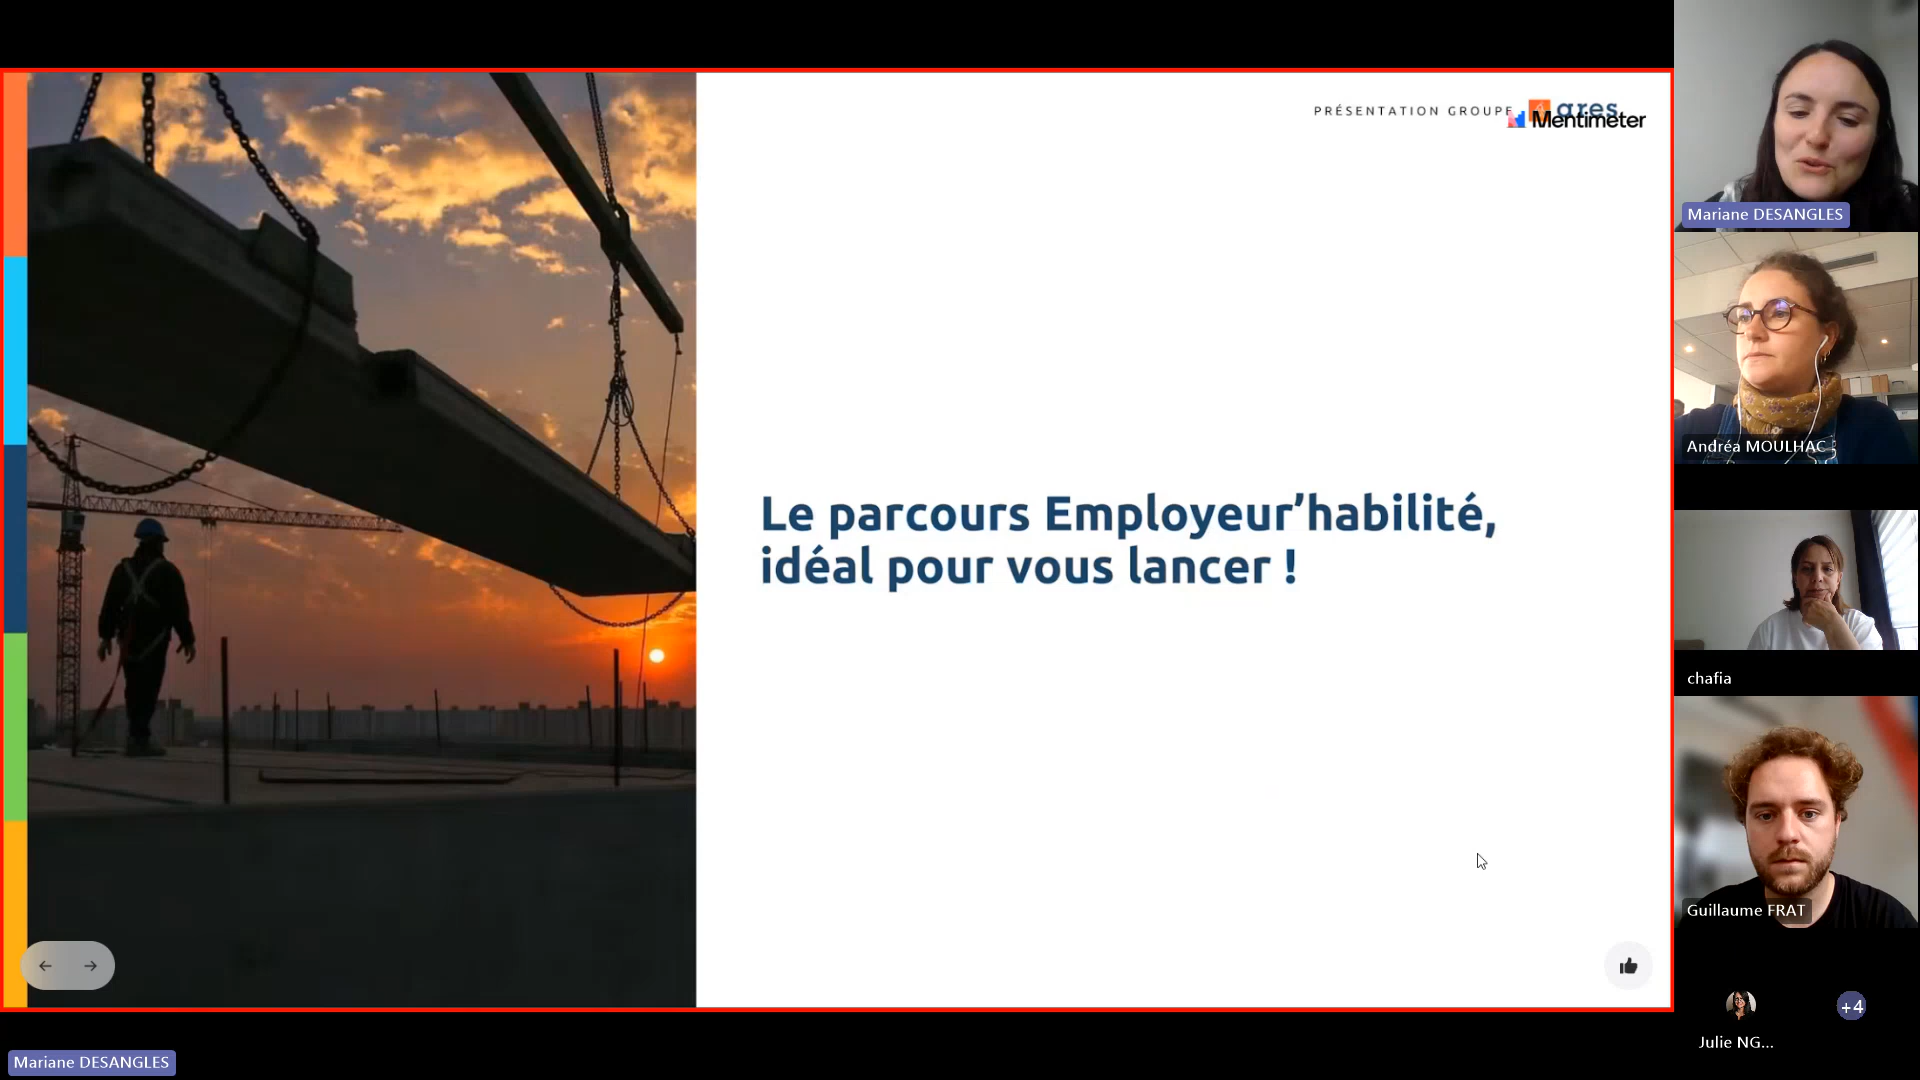 PRÉSENTATION GROUPE
ares
Mentimeter
Le parcours Employeur’habilité,
idéal pour vous lancer !
Mariane DESANGLES
Andréa MOULHAC
chafia
Guillaume FRAT
Julie NG...
+4
Mariane DESANGLES